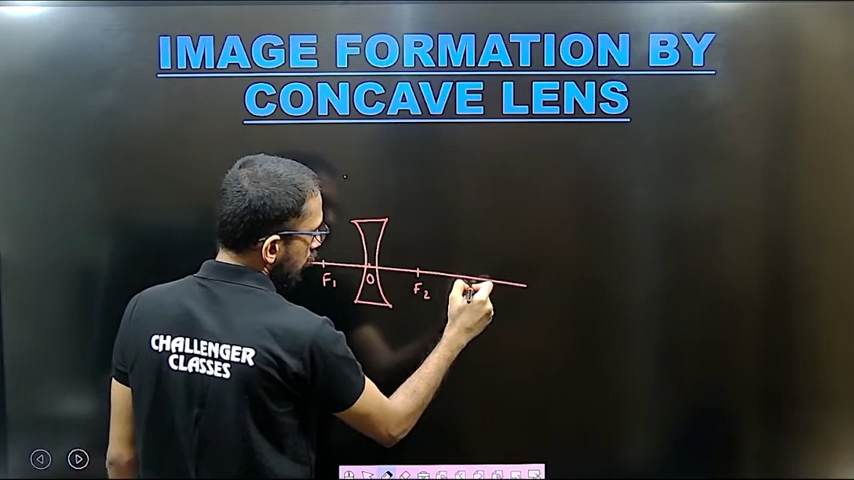 IMAGE FORMATION BY
CONCAVE LENS
F1 O F2
CHALLENGER
CLASSES